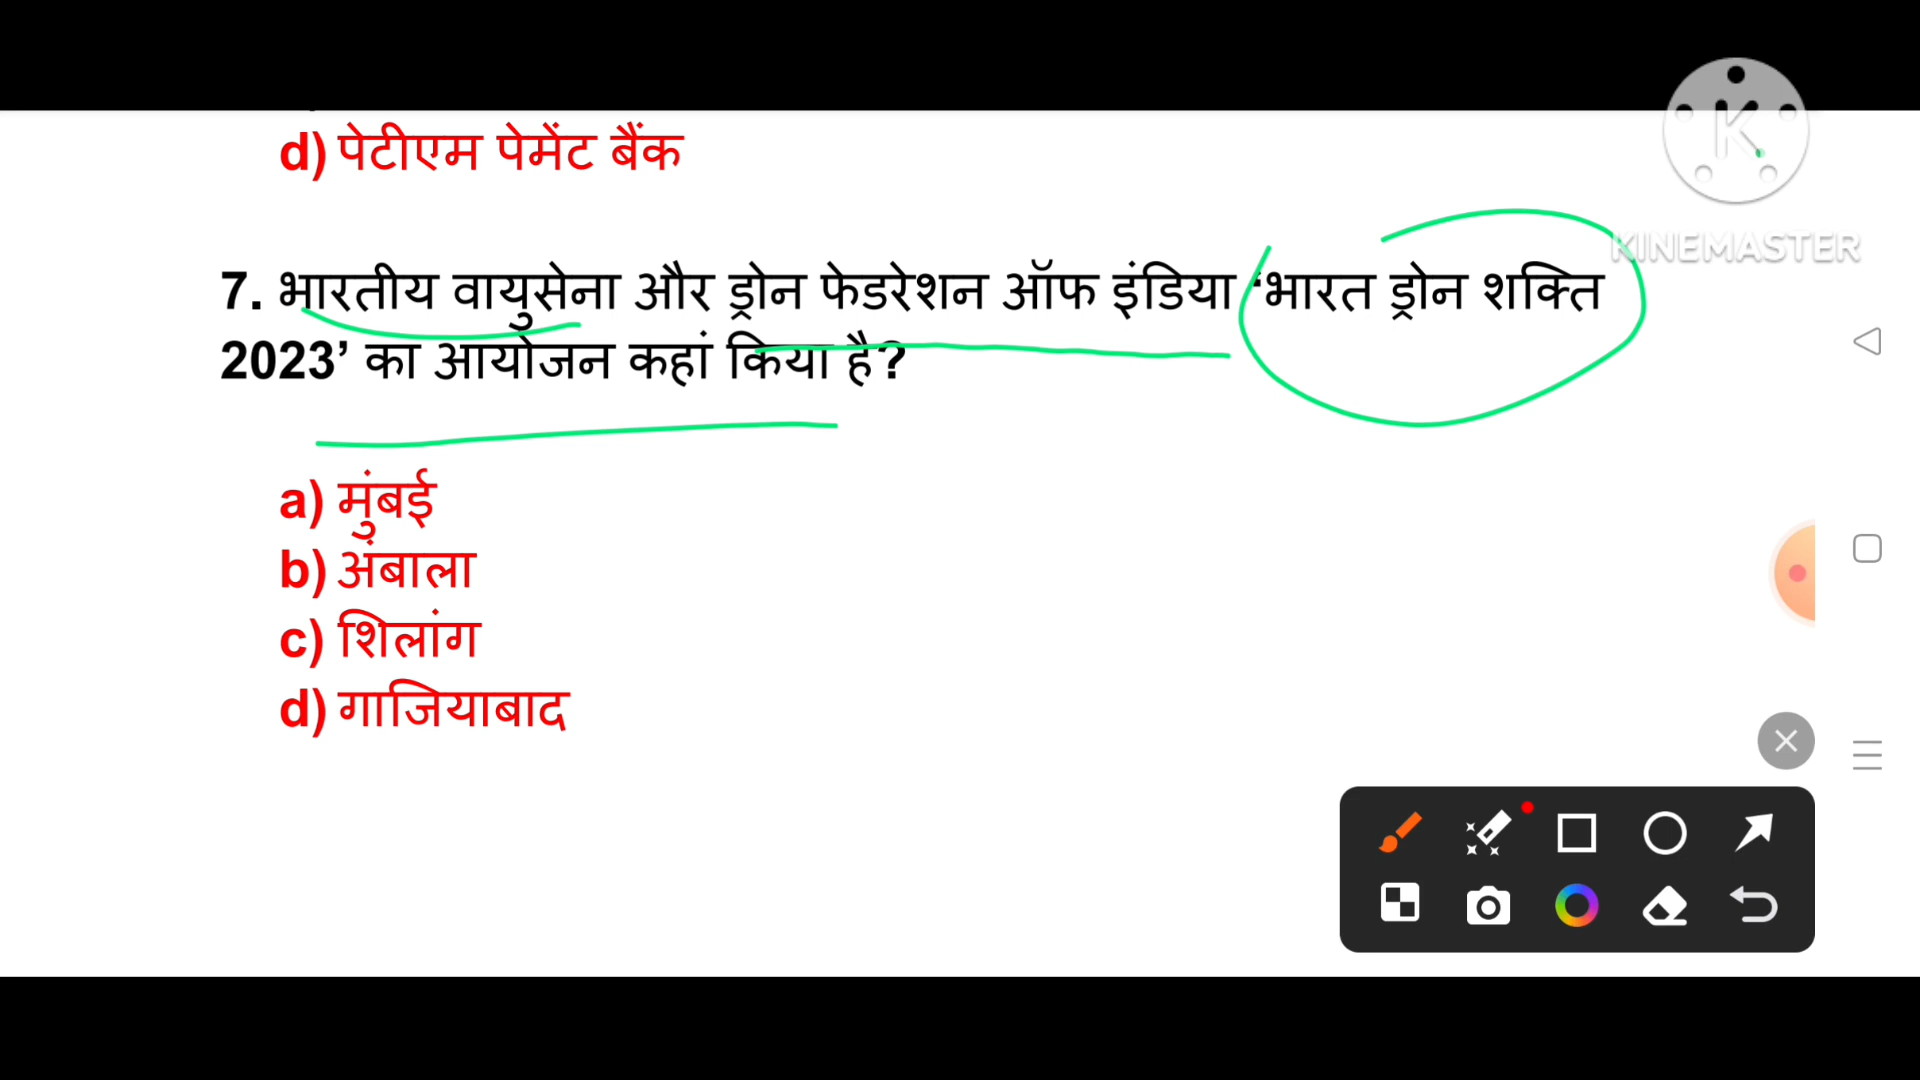 d) पेटीएम पेमेंट बैंक
K
KINEMASTER
7. भारतीय वायुसेना और ड्रोन फेडरेशन ऑफ इंडिया ‘भारत ड्रोन शक्ति
2023’ का आयोजन कहां किया है?
a) मुंबई
b) अंबाला
c) शिलांग
d) गाजियाबाद